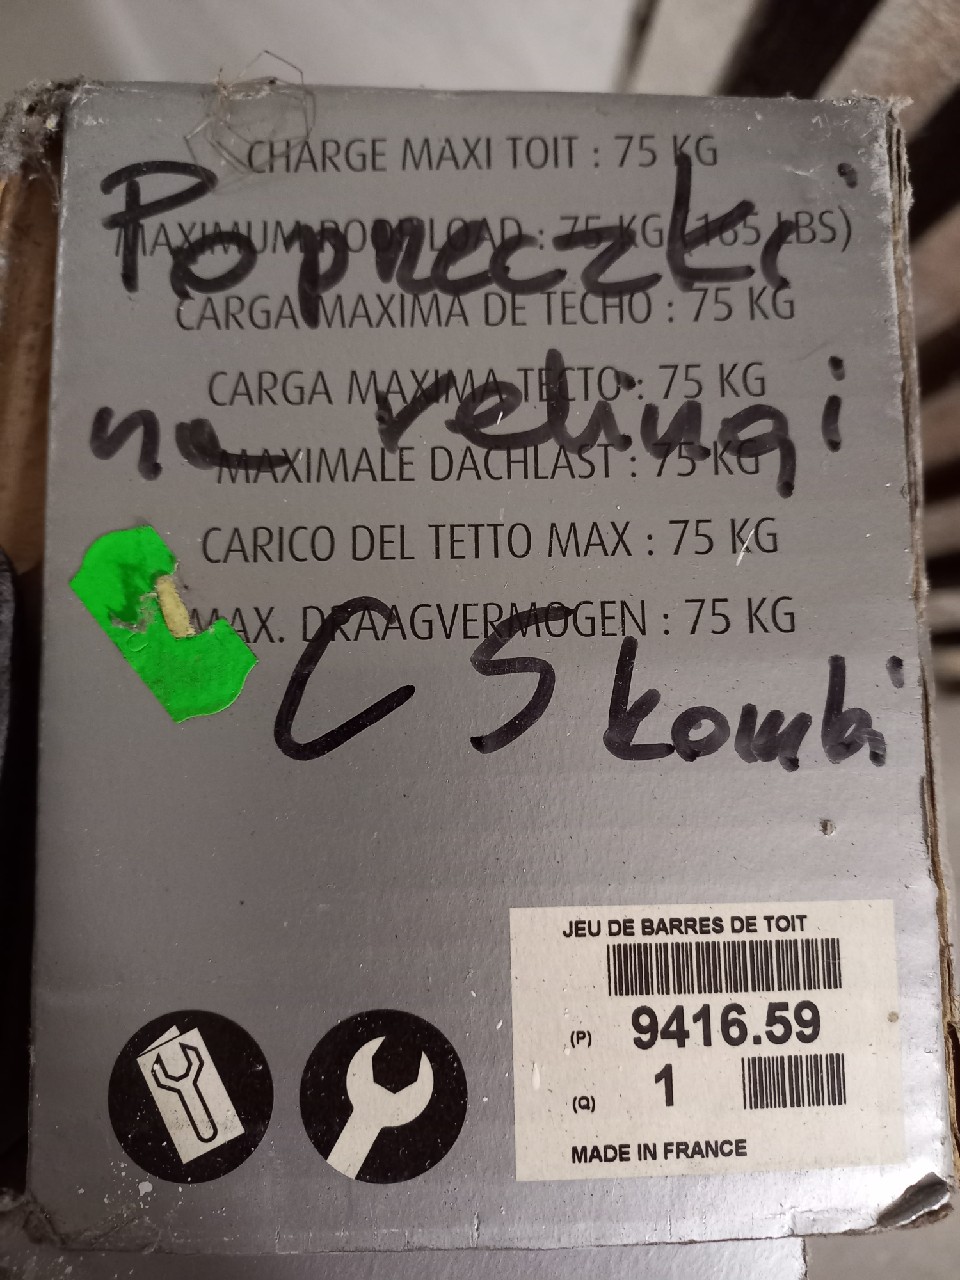 CHARGE MAXI TOIT : 75 KG
Popreczki
MAXIMUM ROOF LOAD : 75 KG (165 LBS)
CARGA MAXIMA DE TECHO : 75 KG
CARGA MAXIMA TECTO : 75 KG
na relingi
MAXIMALE DACHLAST : 75 KG
CARICO DEL TETTO MAX : 75 KG
MAX. DRAAGVERMOGEN : 75 KG
C5 kombi
JEU DE BARRES DE TOIT
(P) 9416.59
(Q) 1
MADE IN FRANCE